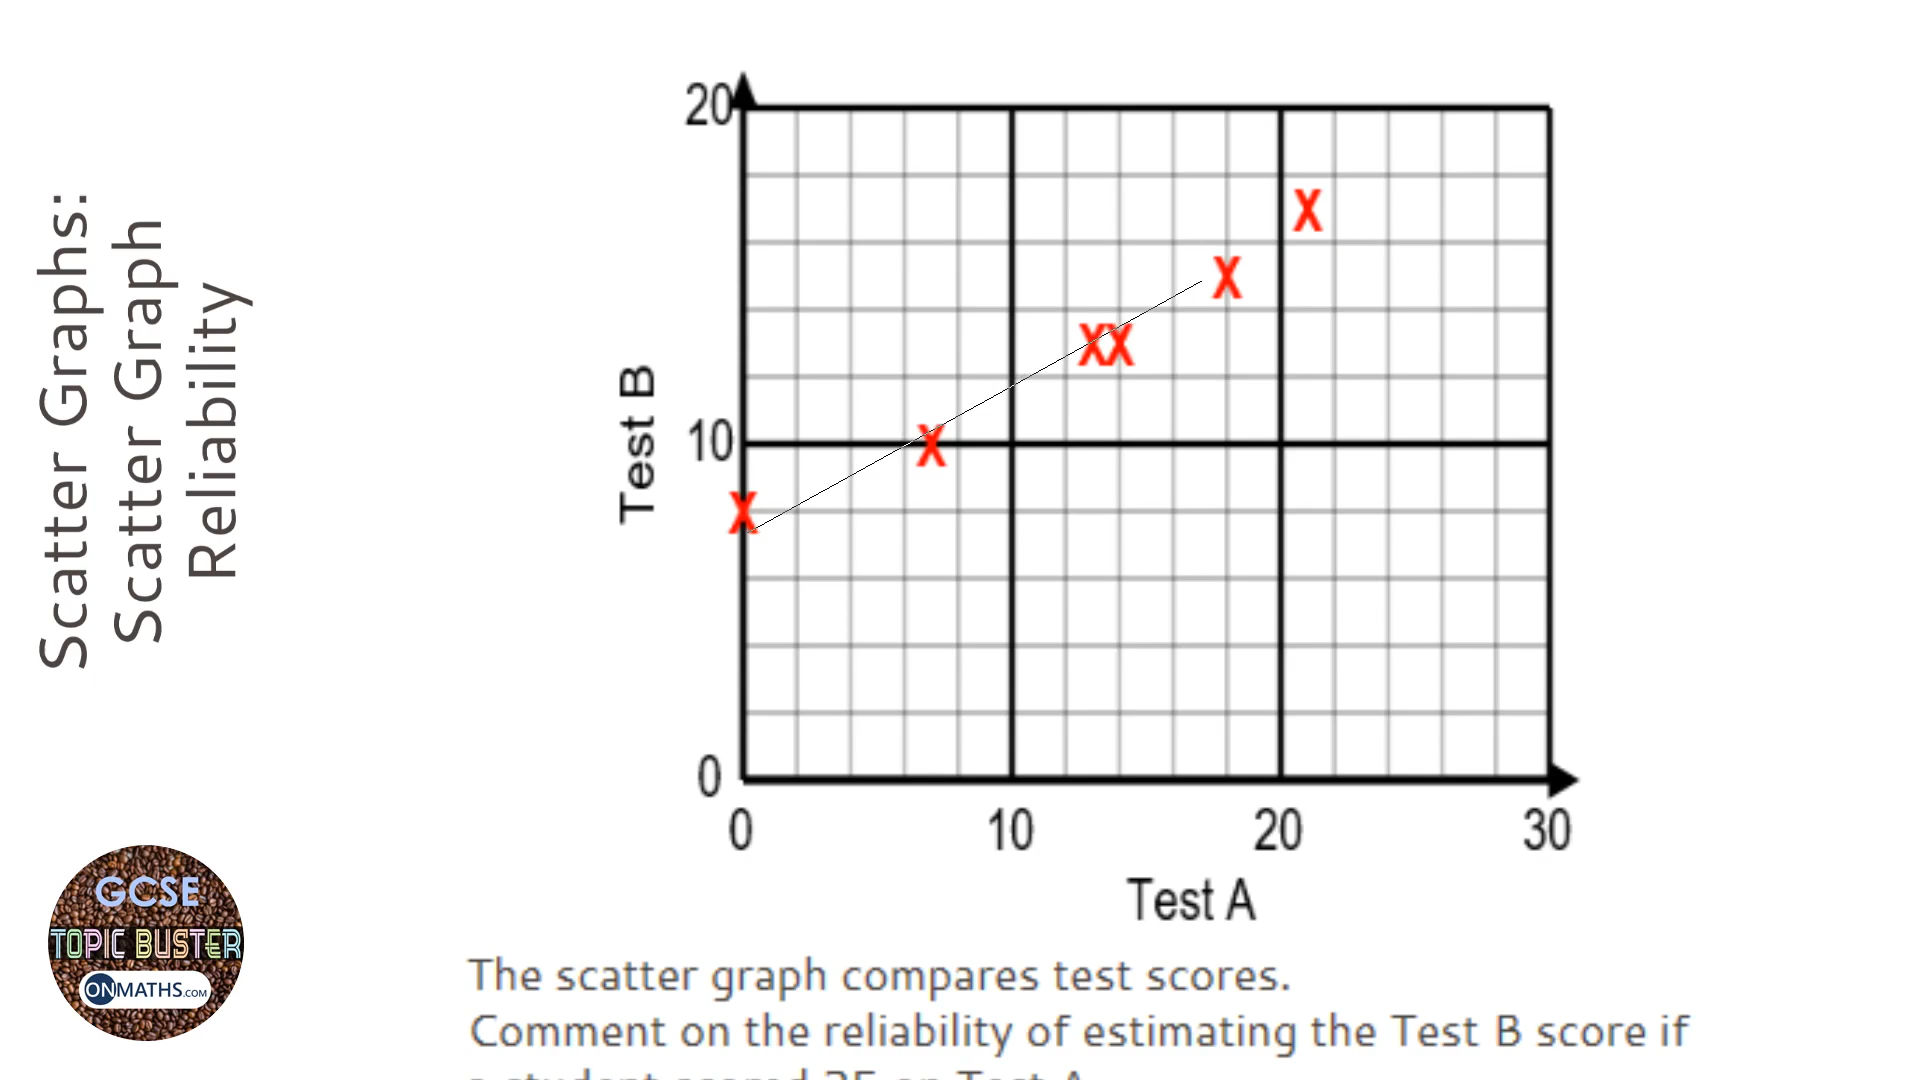 Scatter Graphs:
Scatter Graph
Reliability
20
10
0
Test B
X
X
XX
X
X
0
10
20
30
Test A
The scatter graph compares test scores.
Comment on the reliability of estimating the Test B score if
GCSE
TOPIC BUSTER
ONMATHS.COM